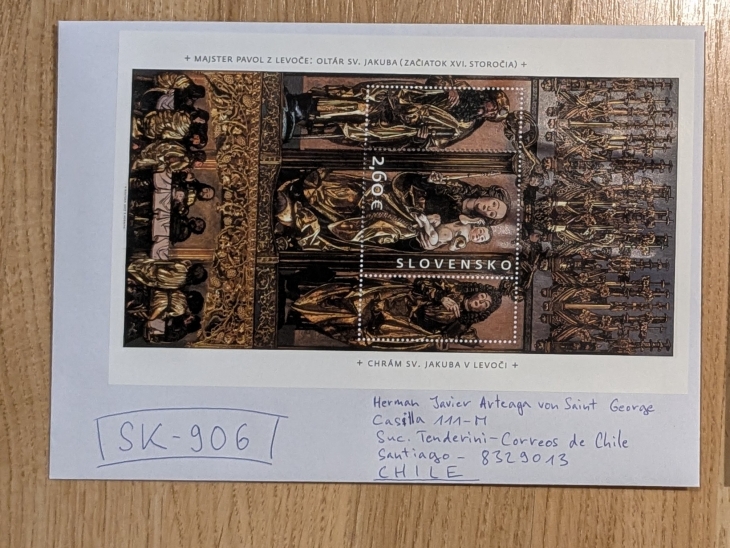 + MAJSTER PAVOL Z LEVOČE: OLTÁR SV. JAKUBA (ZAČIATOK XVI. STOROČIA) +
2,60€
SLOVENSKO
+ CHRÁM SV. JAKUBA V LEVOČI +
SK-906
Herman Javier Arteaga von Saint George
Casilla 111-M
Suc. Tenderini-Correos de Chile
Santiago - 8329013
CHILE